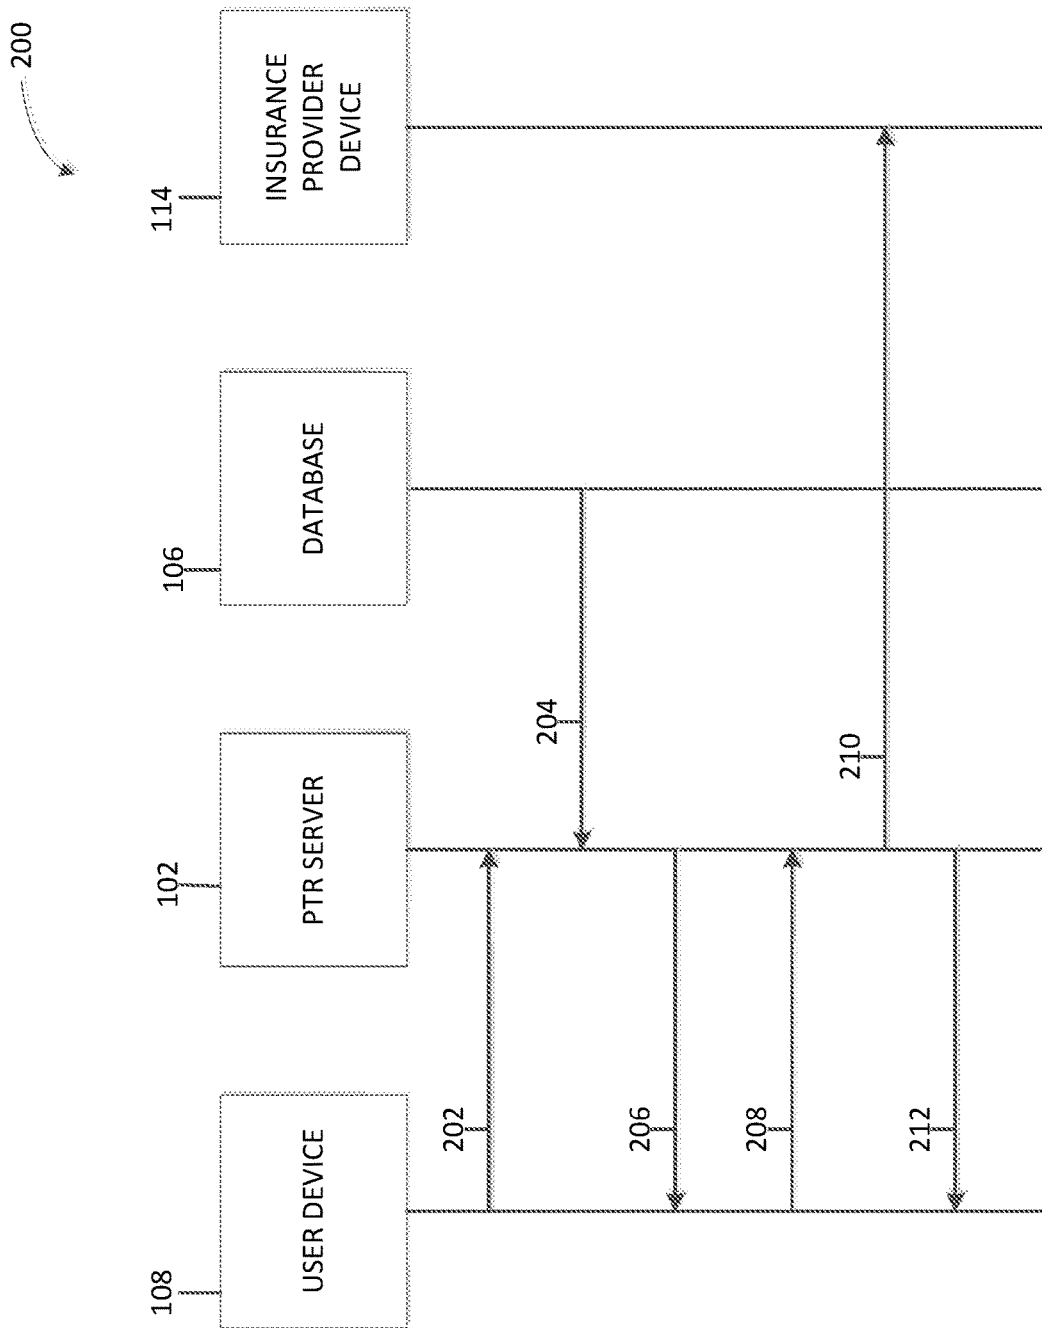 200
108
USER DEVICE
102
PTR SERVER
106
DATABASE
114
INSURANCE
PROVIDER
DEVICE
202
204
206
208
210
212